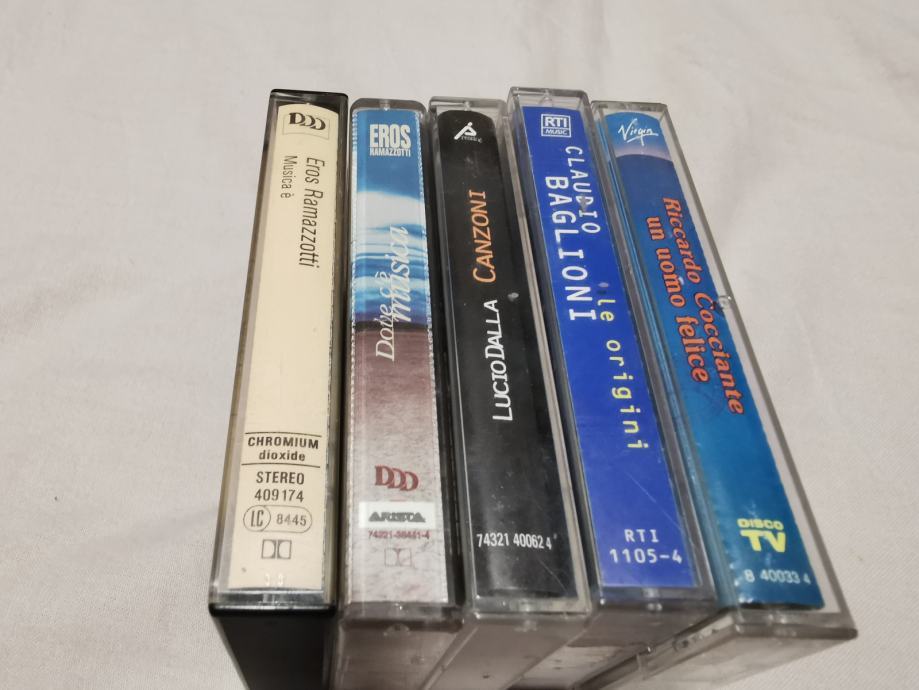 DDD
Eros Ramazzotti
Musica è
CHROMIUM
dioxide
STEREO
409174
LC 8445
EROS
RAMAZZOTTI
Dove c'è
musica
DDD
ARISTA
pressing
LUCIO DALLA CANZONI
74321 40062 4
RTI
MUSIC
CLAUDIO
BAGLIONI
le origini
RTI
1105-4
Virgin
Riccardo Cocciante
un uomo felice
DISCO
TV
8 40033 4